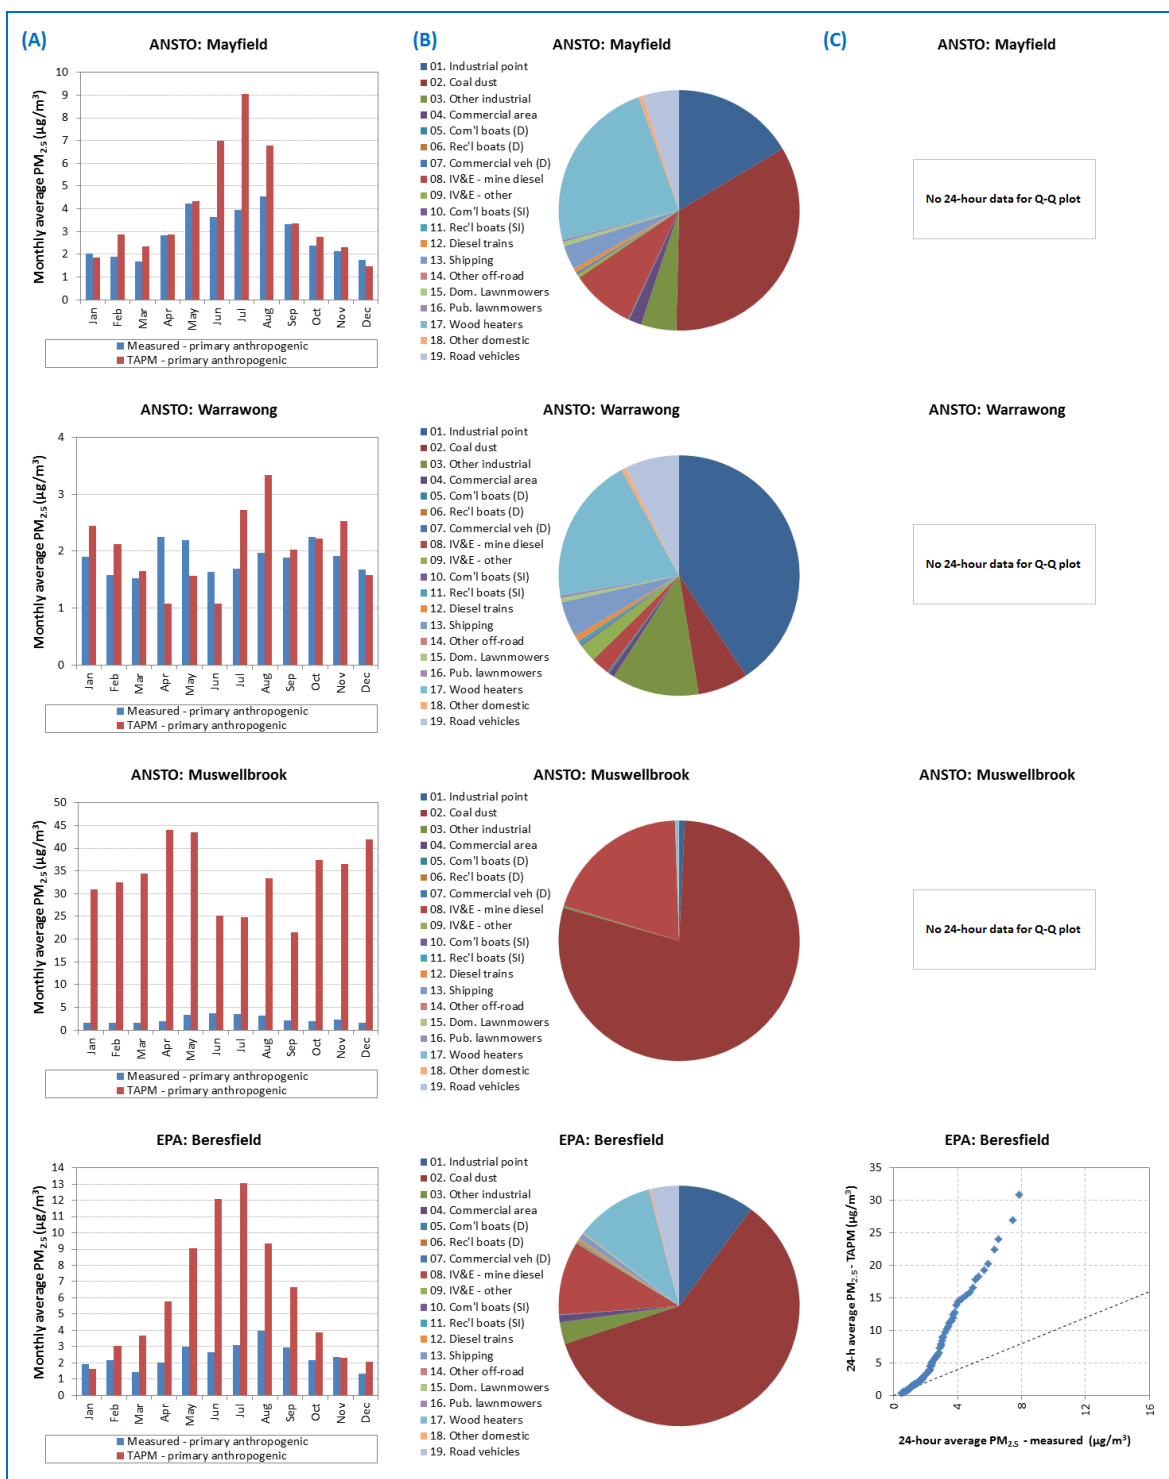 (A)
ANSTO: Mayfield
Monthly average PM2.5 (µg/m³)
10
9
8
7
6
5
4
3
2
1
0
Jan
Feb
Mar
Apr
May
Jun
Jul
Aug
Sep
Oct
Nov
Dec
Measured - primary anthropogenic
TAPM - primary anthropogenic
(B)
ANSTO: Mayfield
01. Industrial point
02. Coal dust
03. Other industrial
04. Commercial area
05. Com'l boats (D)
06. Rec'l boats (D)
07. Commercial veh (D)
08. IV&E - mine diesel
09. IV&E - other
10. Com'l boats (SI)
11. Rec'l boats (SI)
12. Diesel trains
13. Shipping
14. Other off-road
15. Dom. Lawnmowers
16. Pub. lawnmowers
17. Wood heaters
18. Other domestic
19. Road vehicles
(C)
ANSTO: Mayfield
No 24-hour data for Q-Q plot
ANSTO: Warrawong
Monthly average PM2.5 (µg/m³)
4
3
2
1
0
Jan
Feb
Mar
Apr
May
Jun
Jul
Aug
Sep
Oct
Nov
Dec
Measured - primary anthropogenic
TAPM - primary anthropogenic
ANSTO: Warrawong
01. Industrial point
02. Coal dust
03. Other industrial
04. Commercial area
05. Com'l boats (D)
06. Rec'l boats (D)
07. Commercial veh (D)
08. IV&E - mine diesel
09. IV&E - other
10. Com'l boats (SI)
11. Rec'l boats (SI)
12. Diesel trains
13. Shipping
14. Other off-road
15. Dom. Lawnmowers
16. Pub. lawnmowers
17. Wood heaters
18. Other domestic
19. Road vehicles
ANSTO: Warrawong
No 24-hour data for Q-Q plot
ANSTO: Muswellbrook
Monthly average PM2.5 (µg/m³)
50
45
40
35
30
25
20
15
10
5
0
Jan
Feb
Mar
Apr
May
Jun
Jul
Aug
Sep
Oct
Nov
Dec
Measured - primary anthropogenic
TAPM - primary anthropogenic
ANSTO: Muswellbrook
01. Industrial point
02. Coal dust
03. Other industrial
04. Commercial area
05. Com'l boats (D)
06. Rec'l boats (D)
07. Commercial veh (D)
08. IV&E - mine diesel
09. IV&E - other
10. Com'l boats (SI)
11. Rec'l boats (SI)
12. Diesel trains
13. Shipping
14. Other off-road
15. Dom. Lawnmowers
16. Pub. lawnmowers
17. Wood heaters
18. Other domestic
19. Road vehicles
ANSTO: Muswellbrook
No 24-hour data for Q-Q plot
EPA: Beresfield
Monthly average PM2.5 (µg/m³)
14
13
12
11
10
9
8
7
6
5
4
3
2
1
0
Jan
Feb
Mar
Apr
May
Jun
Jul
Aug
Sep
Oct
Nov
Dec
Measured - primary anthropogenic
TAPM - primary anthropogenic
EPA: Beresfield
01. Industrial point
02. Coal dust
03. Other industrial
04. Commercial area
05. Com'l boats (D)
06. Rec'l boats (D)
07. Commercial veh (D)
08. IV&E - mine diesel
09. IV&E - other
10. Com'l boats (SI)
11. Rec'l boats (SI)
12. Diesel trains
13. Shipping
14. Other off-road
15. Dom. Lawnmowers
16. Pub. lawnmowers
17. Wood heaters
18. Other domestic
19. Road vehicles
EPA: Beresfield
24-h average PM2.5 - TAPM (µg/m³)
35
30
25
20
15
10
5
0
0
4
8
12
16
24-hour average PM2.5 - measured (µg/m³)